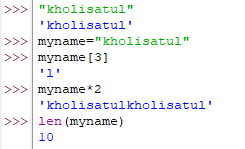 >>> "kholisatul"
'kholisatul'
>>> myname="kholisatul"
>>> myname[3]
'l'
>>> myname*2
'kholisatulkholisatul'
>>> len(myname)
10